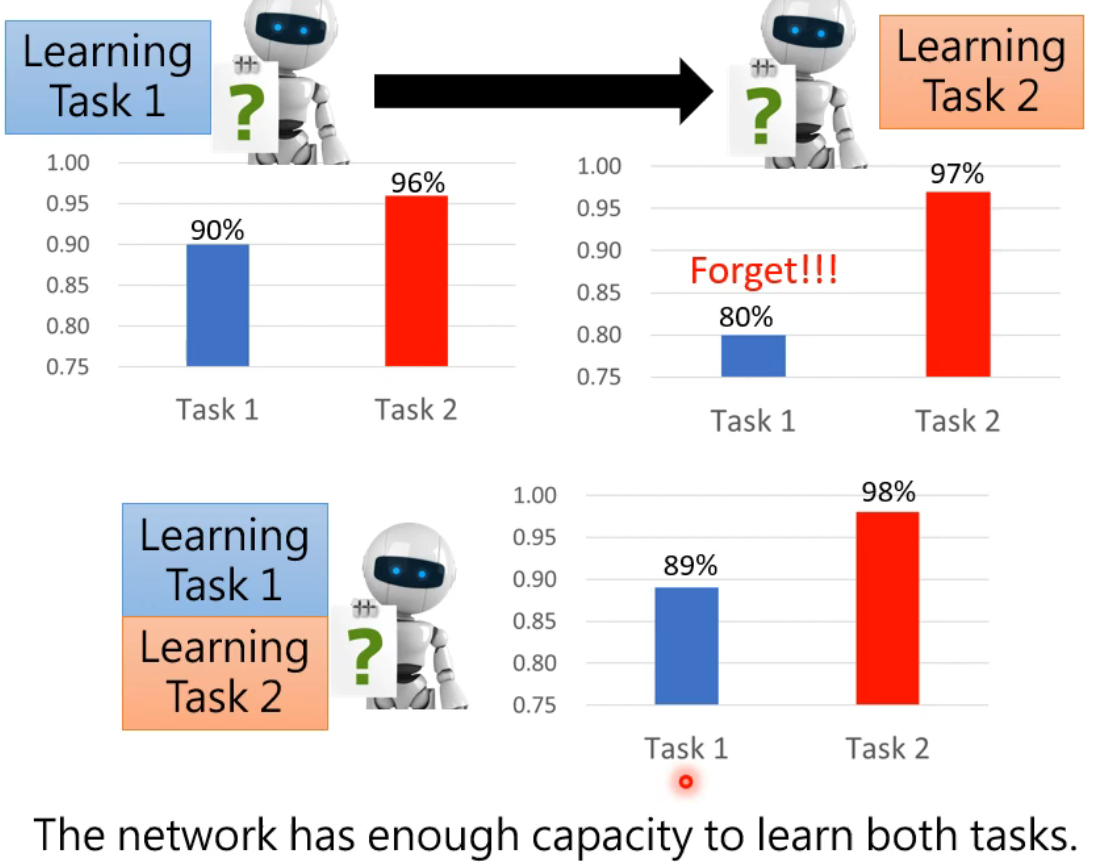 Learning
Task 1
?
?
Learning
Task 2
1.00
0.95
0.90
0.85
0.80
0.75
90%
96%
Task 1
Task 2
1.00
0.95
0.90
0.85
0.80
0.75
Forget!!!
80%
97%
Task 1
Task 2
Learning
Task 1
Learning
Task 2
?
1.00
0.95
0.90
0.85
0.80
0.75
89%
98%
Task 1
Task 2
The network has enough capacity to learn both tasks.